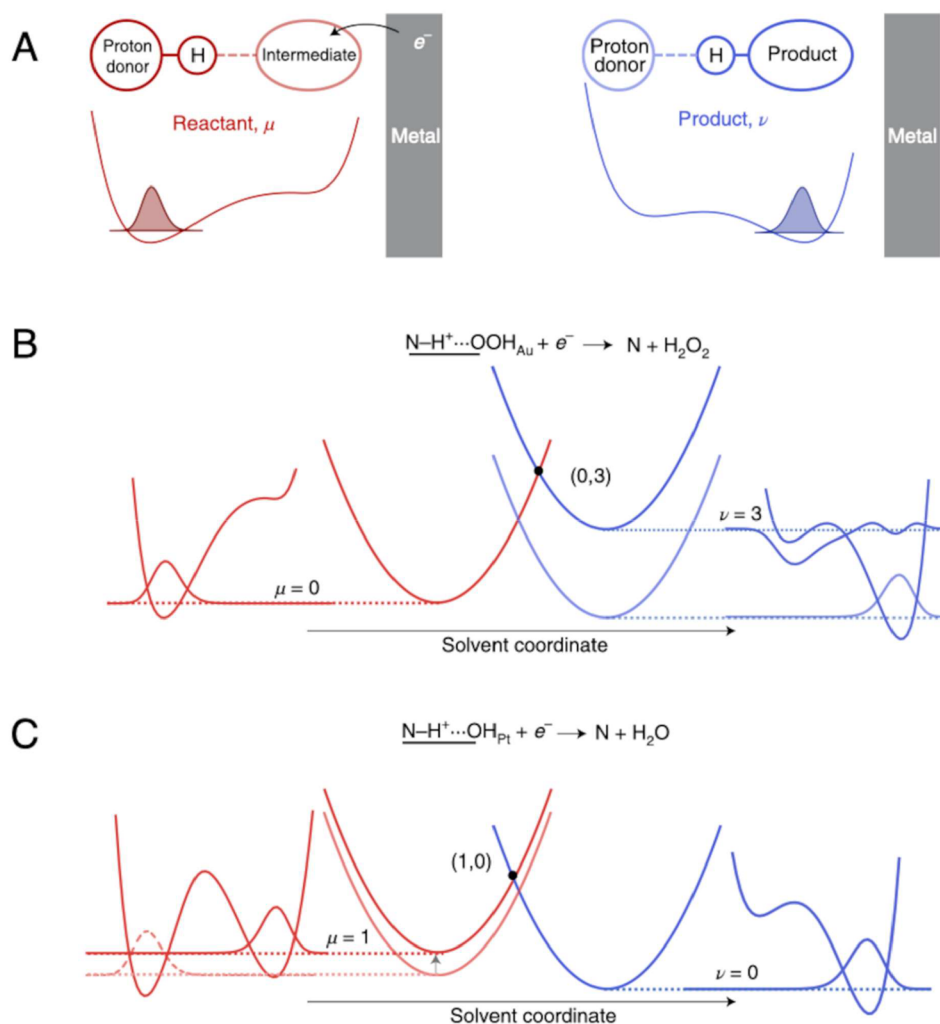 A
Proton donor
H
Intermediate
e⁻
Metal
Reactant, μ
Proton donor
H
Product
Metal
Product, ν
B
N–H⁺···OOH_Au + e⁻ ⟶ N + H₂O₂
(0,3)
ν = 3
μ = 0
Solvent coordinate
C
N–H⁺···OH_Pt + e⁻ ⟶ N + H₂O
(1,0)
μ = 1
ν = 0
Solvent coordinate